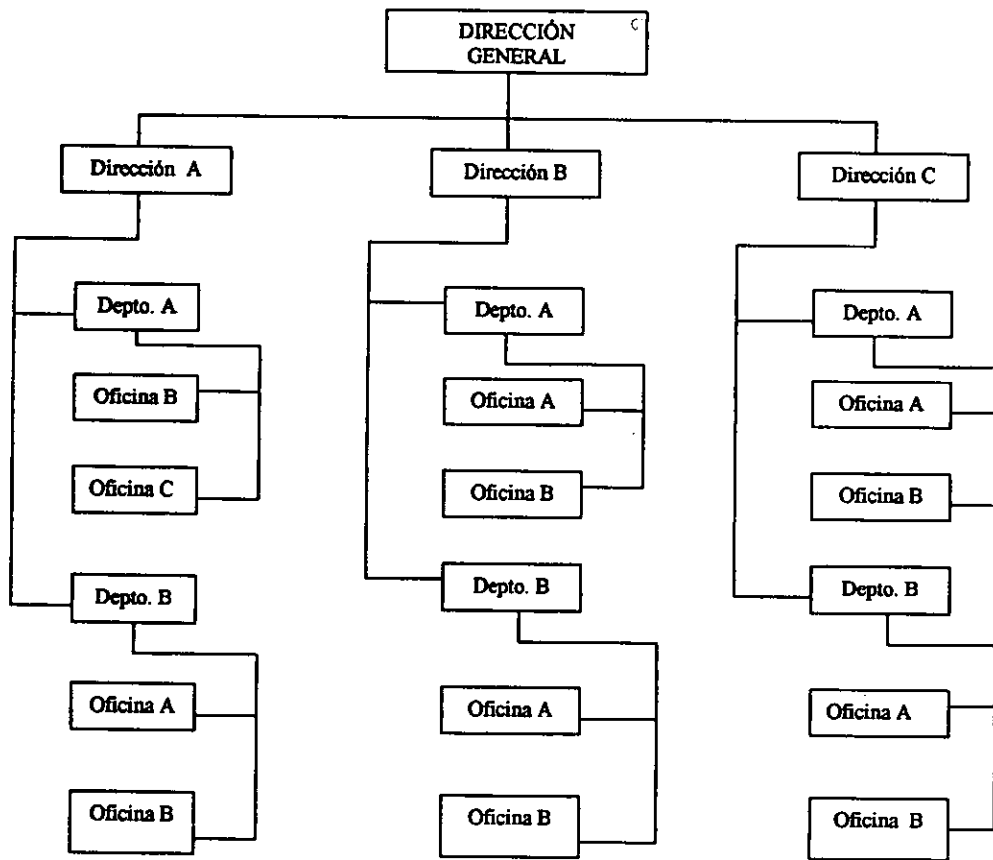 DIRECCIÓN
GENERAL
Dirección A
Dirección B
Dirección C
Depto. A
Oficina B
Oficina C
Depto. B
Oficina A
Oficina B
Depto. A
Oficina A
Oficina B
Depto. B
Oficina A
Oficina B
Depto. A
Oficina A
Oficina B
Depto. B
Oficina A
Oficina B